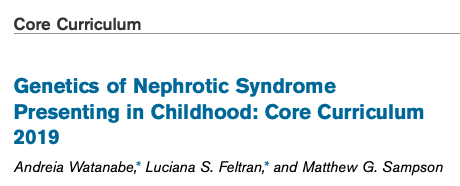 Core Curriculum
Genetics of Nephrotic Syndrome
Presenting in Childhood: Core Curriculum
2019
Andreia Watanabe,* Luciana S. Feltran,* and Matthew G. Sampson